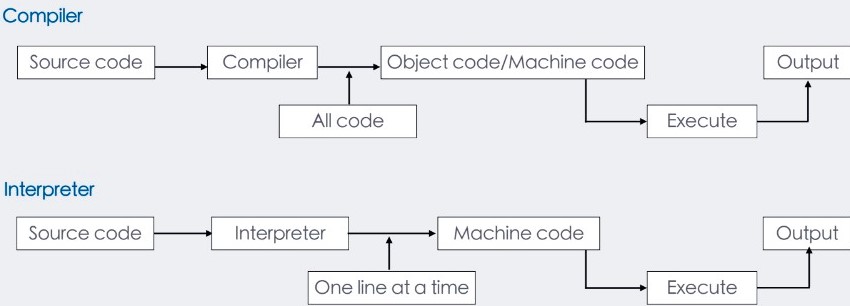 Compiler
Source code
Compiler
Object code/Machine code
Output
All code
Execute
Interpreter
Source code
Interpreter
Machine code
Output
One line at a time
Execute